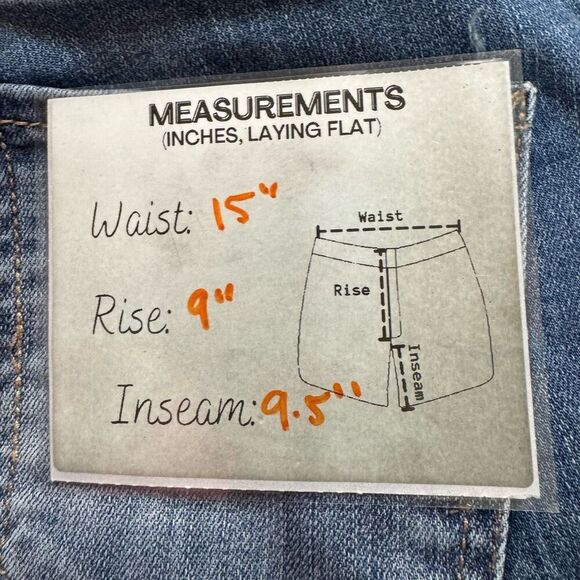 MEASUREMENTS
(INCHES, LAYING FLAT)
Waist: 15"
Rise: 9"
Inseam: 9.5"
Waist
Rise
Inseam